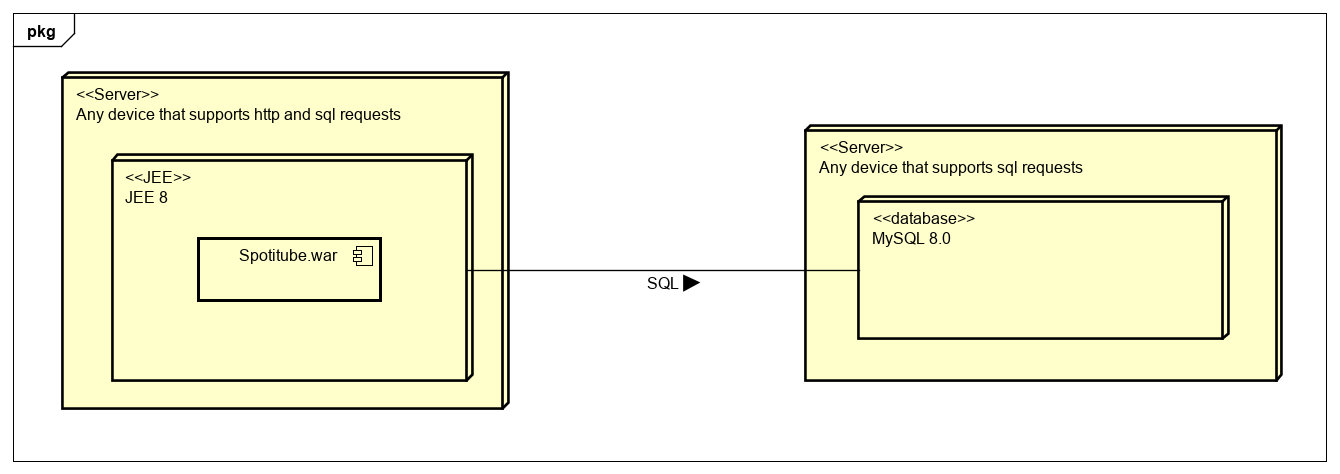 pkg
<<Server>>
Any device that supports http and sql requests
<<JEE>>
JEE 8
Spotitube.war
SQL
<<Server>>
Any device that supports sql requests
<<database>>
MySQL 8.0